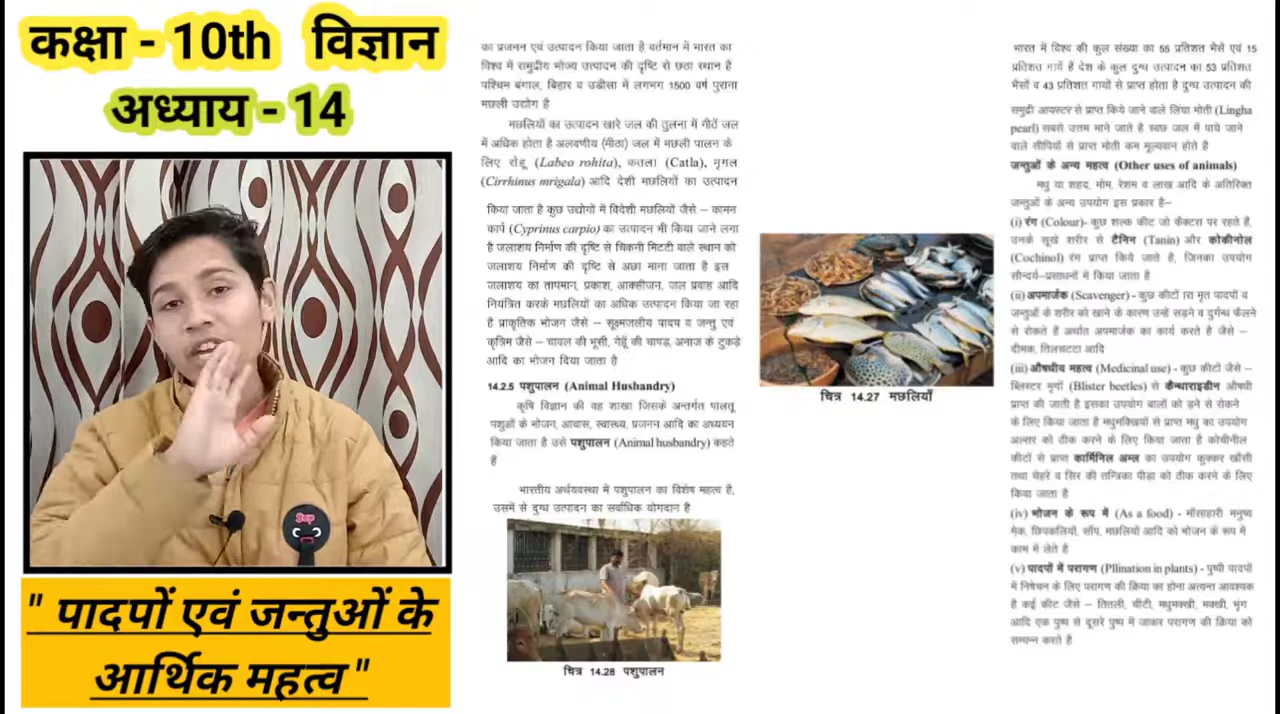 कक्षा - 10th विज्ञान
अध्याय - 14
Sup
" पादपों एवं जन्तुओं के
आर्थिक महत्व "
का प्रजनन एवं उत्पादन किया जाता है वर्तमान में भारत का
विश्व में समुद्रीय भोज्य उत्पादन की दृष्टि से छठा स्थान है
पश्चिम बंगाल, बिहार व उडीसा में लगभग 1500 वर्ष पुराना
मछली उद्योग है
मछलियों का उत्पादन खारे जल की तुलना में मीठें जल
में अधिक होता है अलवणीय (मीठा) जल में मछली पालन के
लिए रोहू (Labeo rohita), कतला (Catla), मृगल
(Cirrhinus mrigala) आदि देशी मछलियों का उत्पादन
किया जाता है कुछ उद्योगों में विदेशी मछलियों जैसे – कामन
कार्प (Cyprinus carpio) का उत्पादन भी किया जाने लगा
है जलाशय निर्माण की दृष्टि से चिकनी मिटटी वाले स्थान को
जलाशय निर्माण की दृष्टि से अछा माना जाता है इस
जलाशय का तापमान, प्रकाश, आक्सीजन, जल प्रवाह आदि
नियंत्रित करके मछलियों का अधिक उत्पादन किया जा रहा
है प्राकृतिक भोजन जैसे – सूक्ष्मजलीय पादप व जन्तु एवं
कृत्रिम जैसे – चावल की भूसी, गेहूँ की चापड, अनाज के टुकड़े
आदि का भोजन दिया जाता है
14.2.5 पशुपालन (Animal Husbandry)
कृषि विज्ञान की वह शाखा जिसके अन्तर्गत पालतू
पशुओं के भोजन, आवास, स्वास्थ्य, प्रजनन आदि का अध्ययन
किया जाता है उसे पशुपालन (Animal husbandry) कहते
हैं
भारतीय अर्थयवस्था में पशुपालन का विशेष महत्व है,
उसमें से दुग्ध उत्पादन का सर्वाधिक योगदान है
चित्र 14.28 पशुपालन
चित्र 14.27 मछलियाँ
भारत में विश्व की कुल संख्या का 55 प्रतिशत भैसें एवं 15
प्रतिशत गायें हैं देश के कुल दुग्ध उत्पादन का 53 प्रतिशत
भैसों व 43 प्रतिशत गायों से प्राप्त होता है दुग्ध उत्पादन की
समुद्री आयस्टर से प्राप्त किये जाने वाले लिंघा मोती (Lingha
pearl) सबसे उत्तम माने जाते है स्वछ जल में पाये जाने
वाले सीपियों से प्राप्त मोती कम मूल्यवान होते है
जन्तुओं के अन्य महत्व (Other uses of animals)
मधु या शहद, मोम, रेशम व लाख आदि के अतिरिक्त
जन्तुओं के अन्य उपयोग इस प्रकार है–
(i) रंग (Colour)- कुछ शल्क कीट जो कैक्टस पर रहते हैं,
उनके सूखे शरीर से टैनिन (Tanin) और कोकीनोल
(Cochinol) रंग प्राप्त किये जाते है, जिनका उपयोग
सौन्दर्य–प्रसाधनों में किया जाता है
(ii) अपमार्जक (Scavenger) - कुछ कीटों ारा मृत पादपों व
जन्तुओं के शरीर को खाने के कारण उन्हें सड़ने व दुर्गन्ध फैलने
से रोकते हैं अर्थात अपमार्जक का कार्य करते है जैसे –
दीमक, तिलचटटा आदि
(iii) औषधीय महत्व (Medicinal use) - कुछ कीटों जैसे –
ब्लिस्टर भृगों (Blister beetles) से कैन्थाराइडीन औषधी
प्राप्त की जाती है इसका उपयोग बालों को डने से रोकने
के लिए किया जाता है मधुमक्खियों से प्राप्त मधु का उपयोग
अल्सर को ठीक करने के लिए किया जाता है कोचीनील
कीटों से प्राप्त कार्मिनिल अम्ल का उपयोग कुक्कर खाँसी
तथा चेहरे व सिर की तन्त्रिका पीड़ा को ठीक करने के लिए
किया जाता है
(iv) भोजन के रूप में (As a food) - माँसाहारी मनुष्य
मेंढक, छिपकलियों, साँप, मछलियों आदि को भोजन के रूप में
काम में लेते है
(v) पादपों में परागण (Pllination in plants) - पुष्पी पादपों
में निषेचन के लिए परागण की क्रिया का होना अत्यन्त आवश्यक
है कई कीट जैसे – तितली, चींटी, मधुमक्खी, मक्खी, भृंग
आदि एक पुष्प से दूसरे पुष्प में जाकर परागण की क्रिया को
सम्पन्न करते है